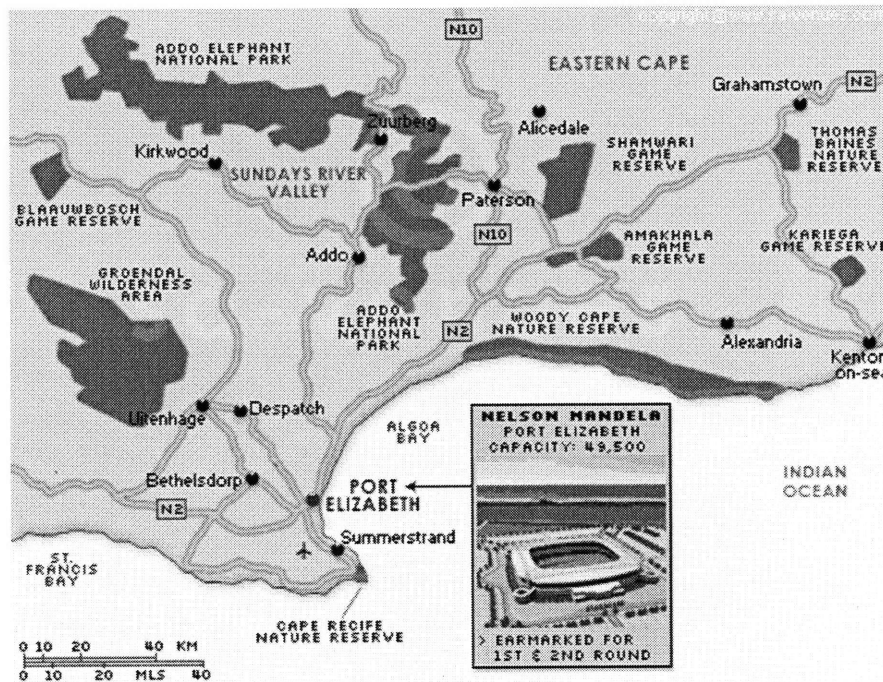 N10
ADDO ELEPHANT
NATIONAL PARK
EASTERN CAPE
Grahamstown
N2
Zuurberg
Alicedale
Kirkwood
SHAMWARI
GAME
RESERVE
THOMAS
BAINES
NATURE
RESERVE
SUNDAYS RIVER
VALLEY
Paterson
BLAAUWBOSCH
GAME RESERVE
N10
AMAKHALA
GAME
RESERVE
KARIEGA
GAME RESERVE
Addo
GROENDAL
WILDERNESS
AREA
ADDO
ELEPHANT
NATIONAL
PARK
N2
WOODY CAPE
NATURE RESERVE
Alexandria
Kenton
on-sea
Uitenhage
Despatch
ALGOA
BAY
NELSON MANDELA
PORT ELIZABETH
CAPACITY: 49,500
INDIAN
OCEAN
Bethelsdorp
PORT
ELIZABETH
N2
Summerstrand
ST.
FRANCIS
BAY
CAPE RECIFE
NATURE RESERVE
> EARMARKED FOR
1ST & 2ND ROUND
0 10 20 40 KM
0 10 20 MLS 40